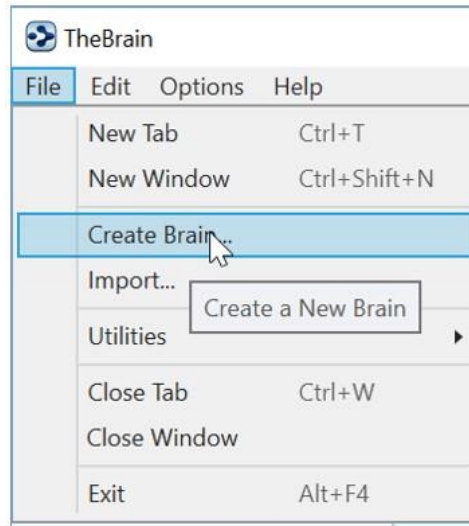 TheBrain
File Edit Options Help
New Tab Ctrl+T
New Window Ctrl+Shift+N
Create Brain...
Import...
Create a New Brain
Utilities
Close Tab Ctrl+W
Close Window
Exit Alt+F4